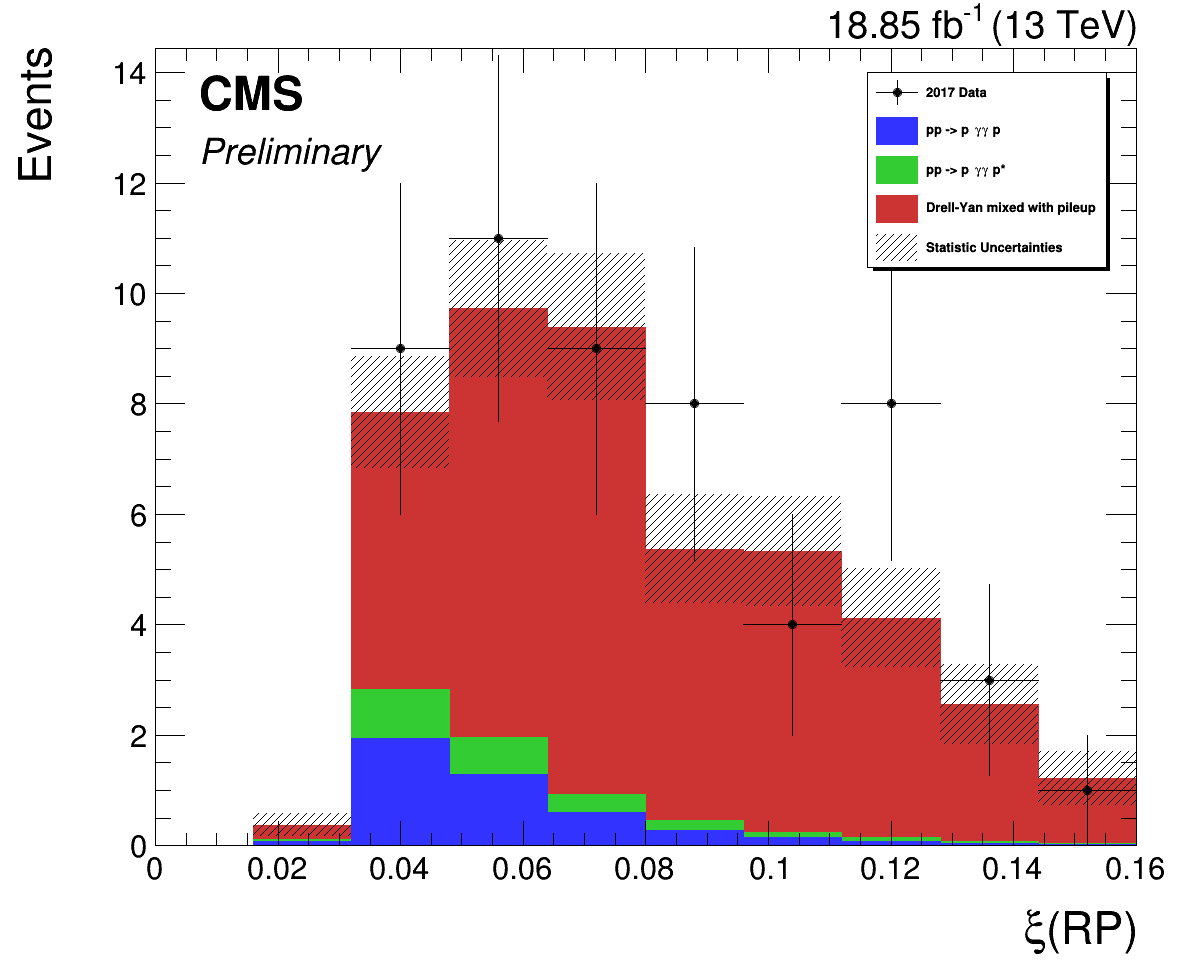 18.85 fb⁻¹ (13 TeV)
Events
CMS
Preliminary
2017 Data
pp -> p γγ p
pp -> p γγ p*
Drell-Yan mixed with pileup
Statistic Uncertainties
14
12
10
8
6
4
2
0
0 0.02 0.04 0.06 0.08 0.1 0.12 0.14 0.16
ξ(RP)